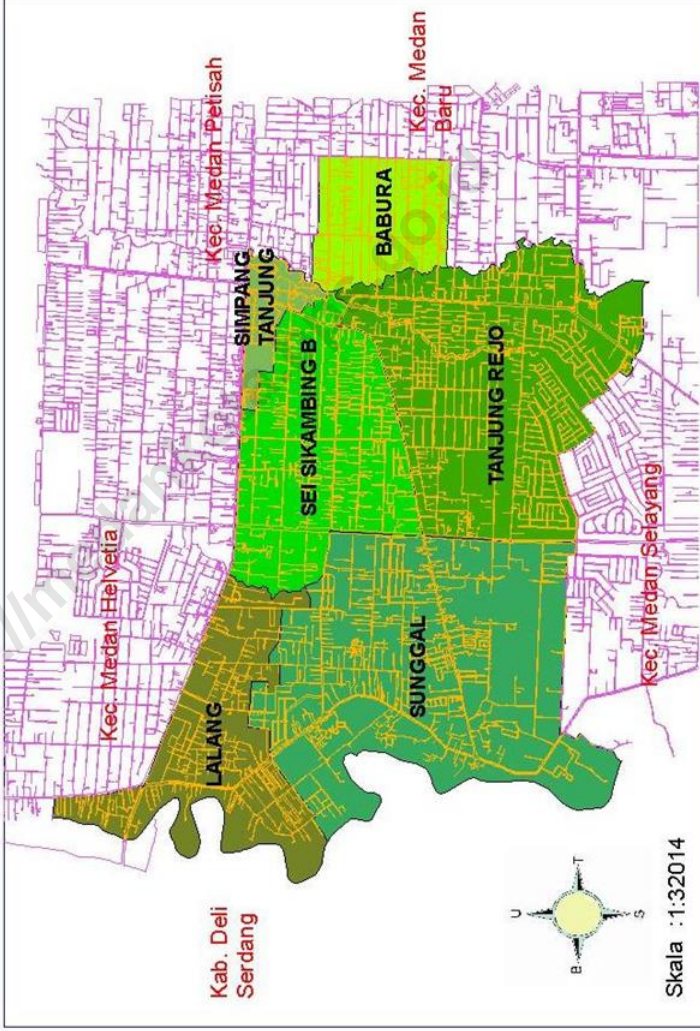 Kec. Medan Petisah
Kec. Medan
Baru
SIMPANG
TANJUNG
BABURA
Kec. Medan Helvetia
SEI SIKAMBING B
TANJUNG REJO
LALANG
SUNGGAL
Kec. Medan Selayang
Kab. Deli
Serdang
U
B
T
S
Skala :1:32014